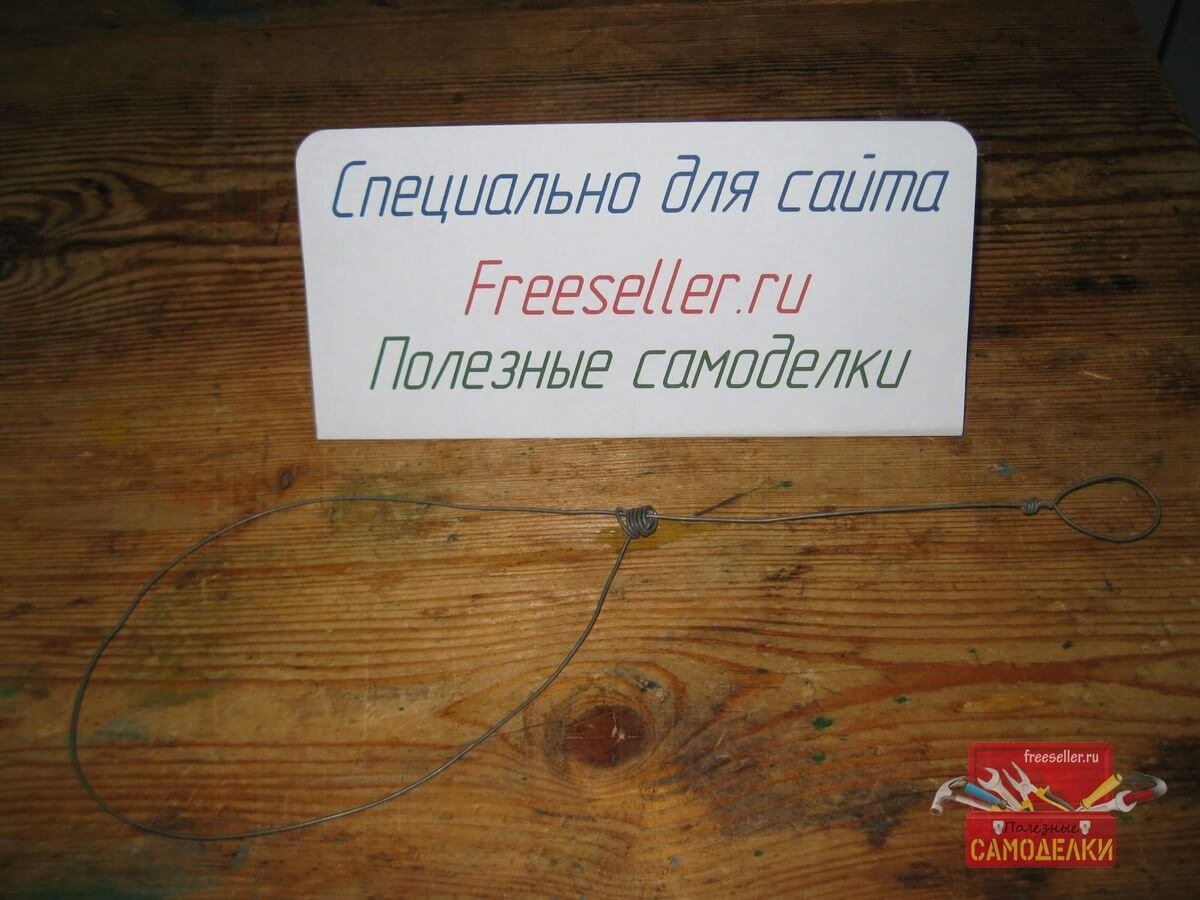 Специально для сайта
Freeseller.ru
Полезные самоделки
freeseller.ru
Полезные
САМОДЕЛКИ